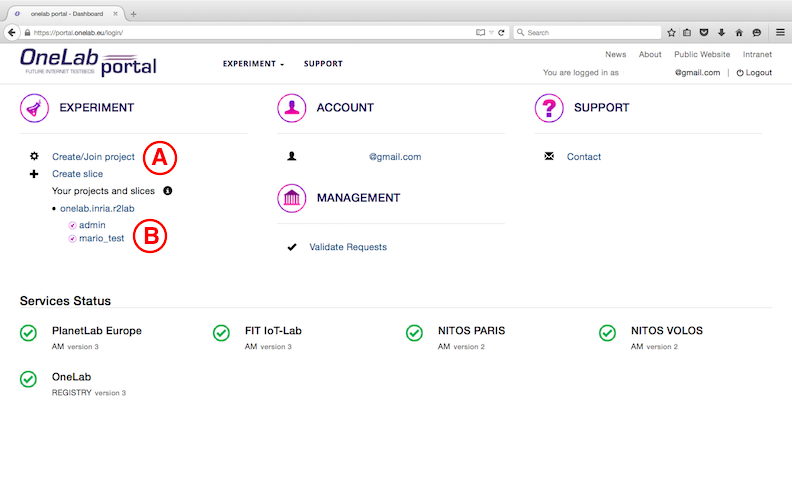 onelab portal - Dashboard
https://portal.onelab.eu/login/
Search
OneLab portal
FUTURE INTERNET TESTBEDS
EXPERIMENT SUPPORT
News About Public Website Intranet
You are logged in as @gmail.com | Logout
EXPERIMENT
Create/Join project
A
Create slice
Your projects and slices
onelab.inria.r2lab
admin
mario_test
B
ACCOUNT
@gmail.com
MANAGEMENT
Validate Requests
SUPPORT
Contact
Services Status
PlanetLab Europe
AM version 3
FIT IoT-Lab
AM version 3
NITOS PARIS
AM version 2
NITOS VOLOS
AM version 2
OneLab
REGISTRY version 3